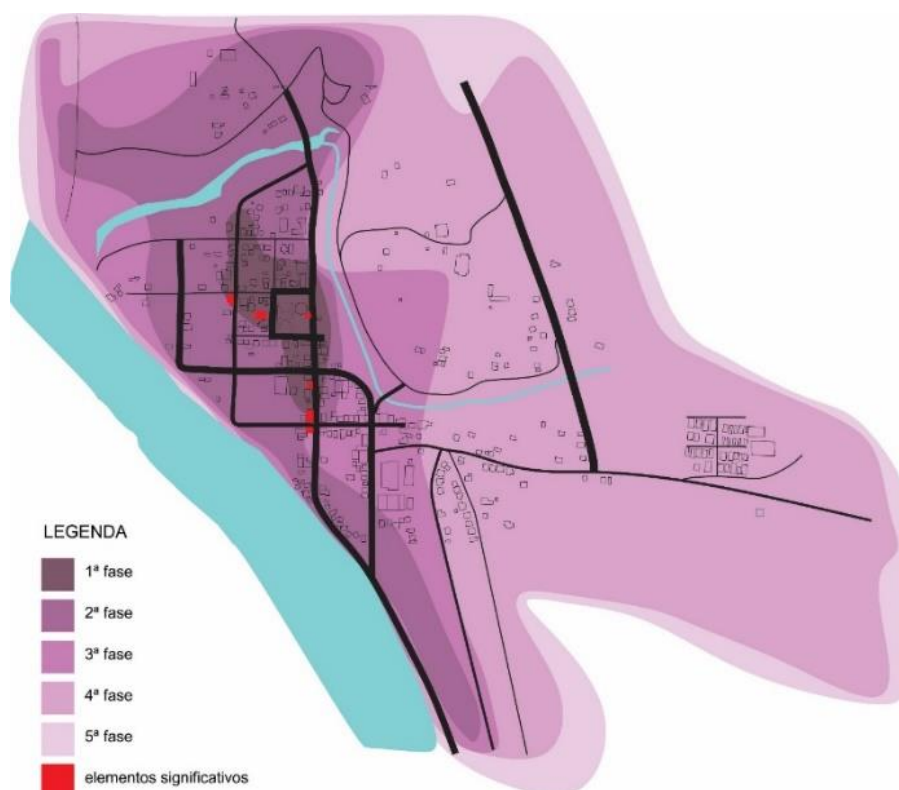 LEGENDA
1ª fase
2ª fase
3ª fase
4ª fase
5ª fase
elementos significativos